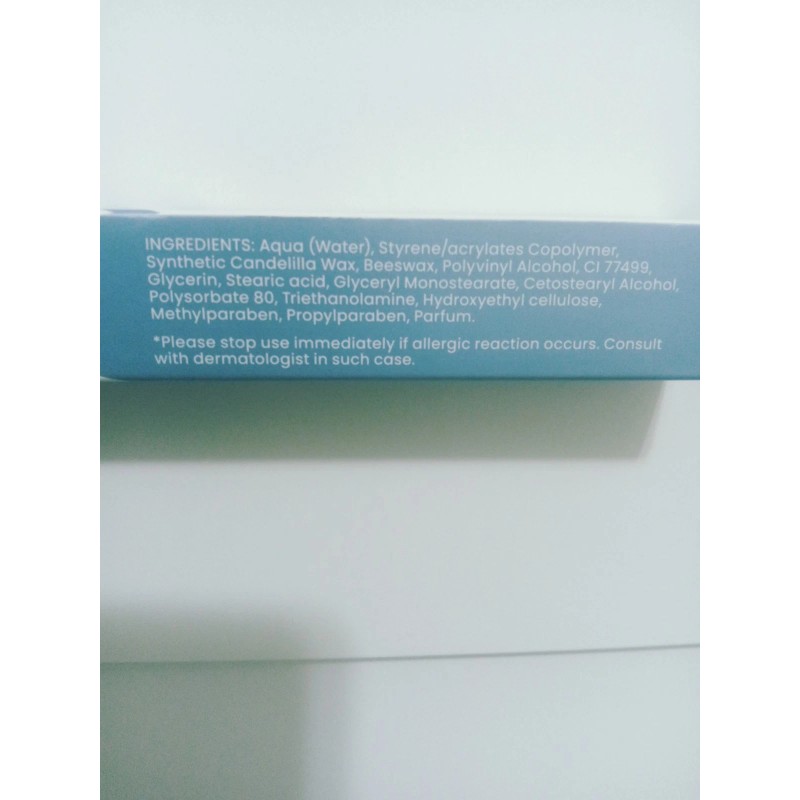 INGREDIENTS: Aqua (Water), Styrene/acrylates Copolymer,
Synthetic Candelilla Wax, Beeswax, Polyvinyl Alcohol, CI 77499,
Glycerin, Stearic acid, Glyceryl Monostearate, Cetostearyl Alcohol,
Polysorbate 80, Triethanolamine, Hydroxyethyl cellulose,
Methylparaben, Propylparaben, Parfum.
*Please stop use immediately if allergic reaction occurs. Consult
with dermatologist in such case.